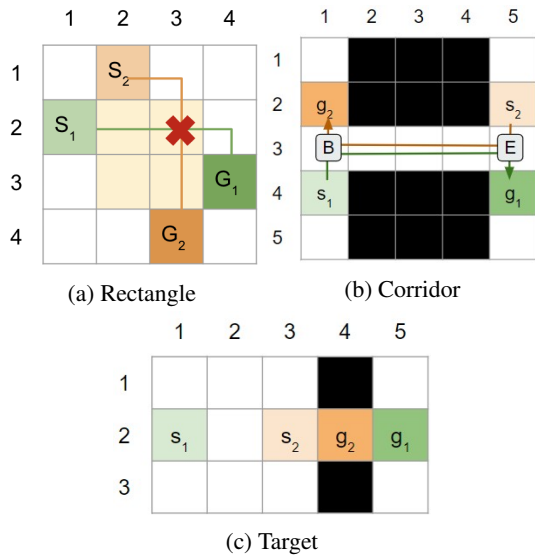 1 2 3 4
1 S₂
2 S₁
3 G₁
4 G₂
(a) Rectangle
1 2 3 4 5
1
2 g₂ s₂
3 B E
4 s₁ g₁
5
(b) Corridor
1 2 3 4 5
1
2 s₁ s₂ g₂ g₁
3
(c) Target